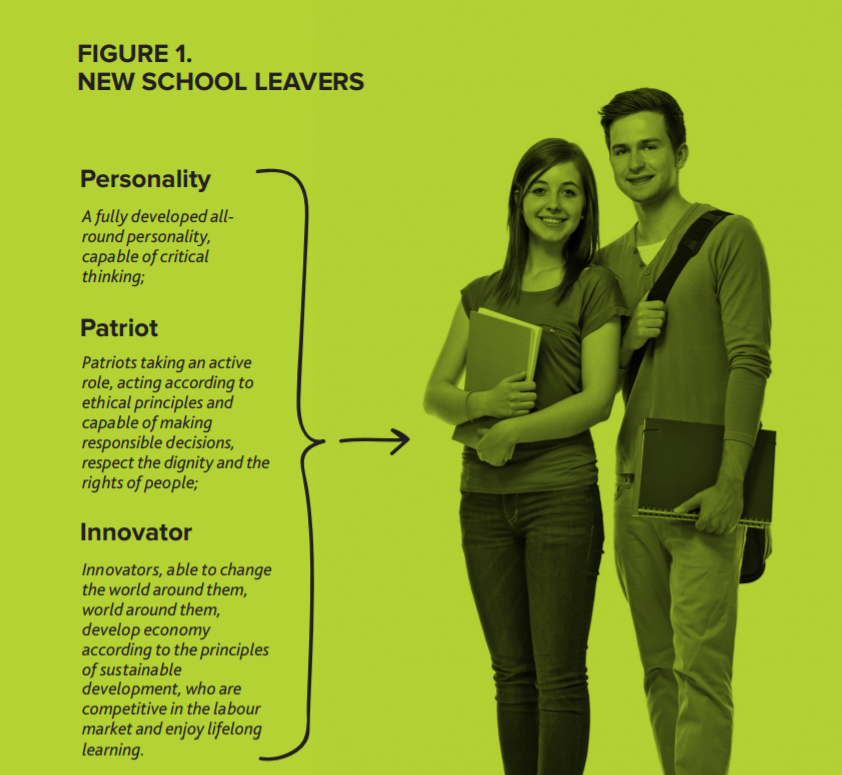 FIGURE 1.
NEW SCHOOL LEAVERS
Personality
A fully developed all-
round personality,
capable of critical
thinking;
Patriot
Patriots taking an active
role, acting according to
ethical principles and
capable of making
responsible decisions,
respect the dignity and the
rights of people;
Innovator
Innovators, able to change
the world around them,
world around them,
develop economy
according to the principles
of sustainable
development, who are
competitive in the labour
market and enjoy lifelong
learning.